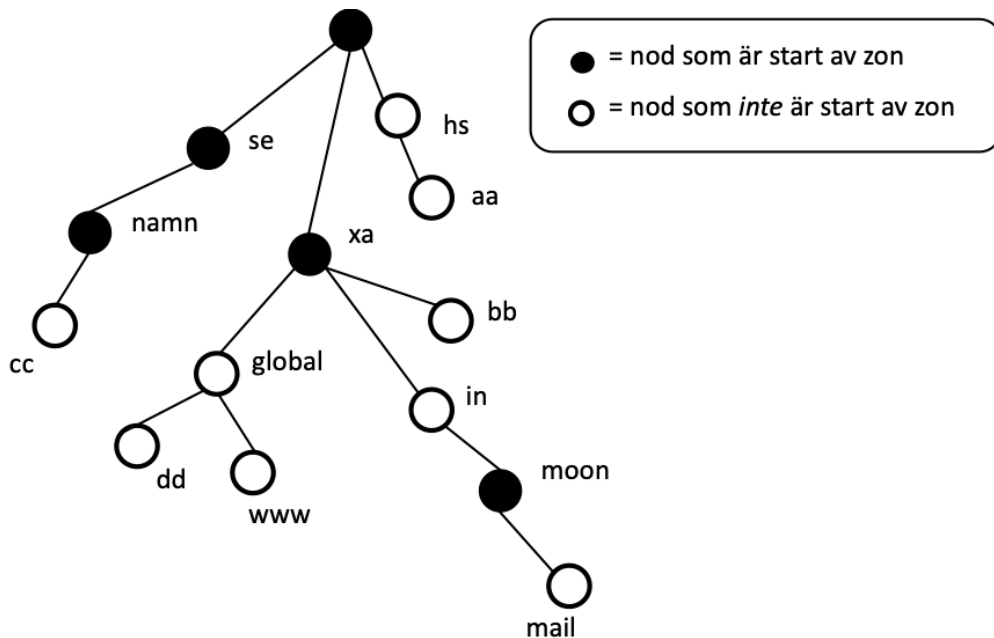 = nod som är start av zon
= nod som inte är start av zon
hs
se
aa
namn
xa
bb
cc
global
in
dd
moon
www
mail